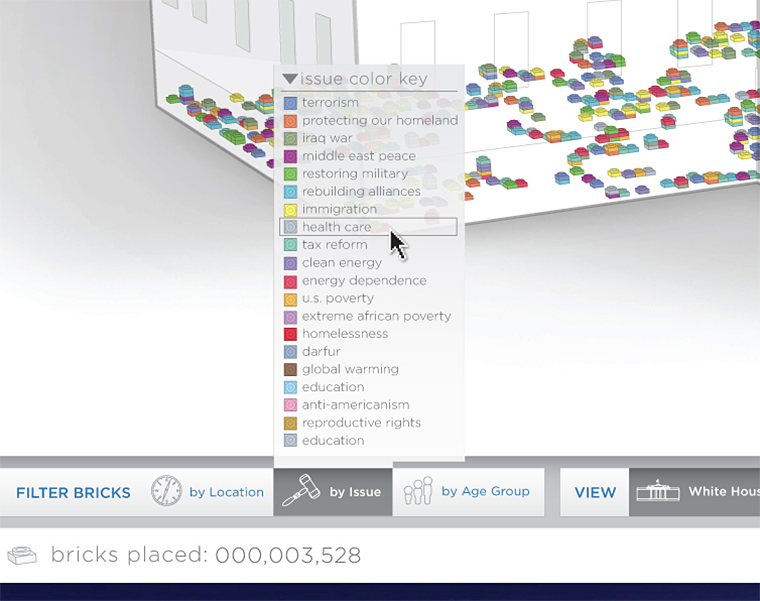 issue color key
terrorism
protecting our homeland
iraq war
middle east peace
restoring military
rebuilding alliances
immigration
health care
tax reform
clean energy
energy dependence
u.s. poverty
extreme african poverty
homelessness
darfur
global warming
education
anti-americanism
reproductive rights
education
FILTER BRICKS by Location by Issue by Age Group VIEW White Hous
bricks placed: 000,003,528